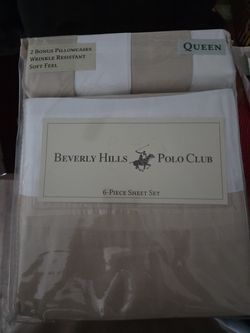 2 Bonus Pillowcases
Wrinkle Resistant
Soft Feel
Queen
Beverly Hills Polo Club
6-Piece Sheet Set